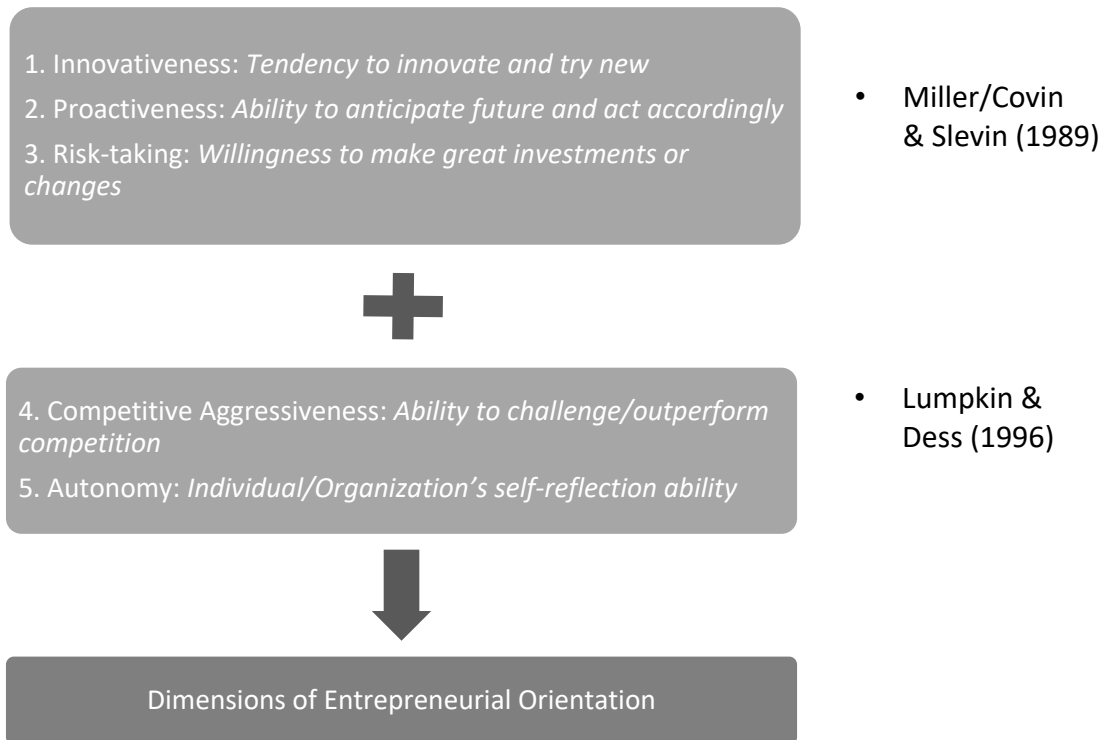 1. Innovativeness: Tendency to innovate and try new
2. Proactiveness: Ability to anticipate future and act accordingly
3. Risk-taking: Willingness to make great investments or
changes
• Miller/Covin
& Slevin (1989)
4. Competitive Aggressiveness: Ability to challenge/outperform
competition
5. Autonomy: Individual/Organization’s self-reflection ability
• Lumpkin &
Dess (1996)
Dimensions of Entrepreneurial Orientation